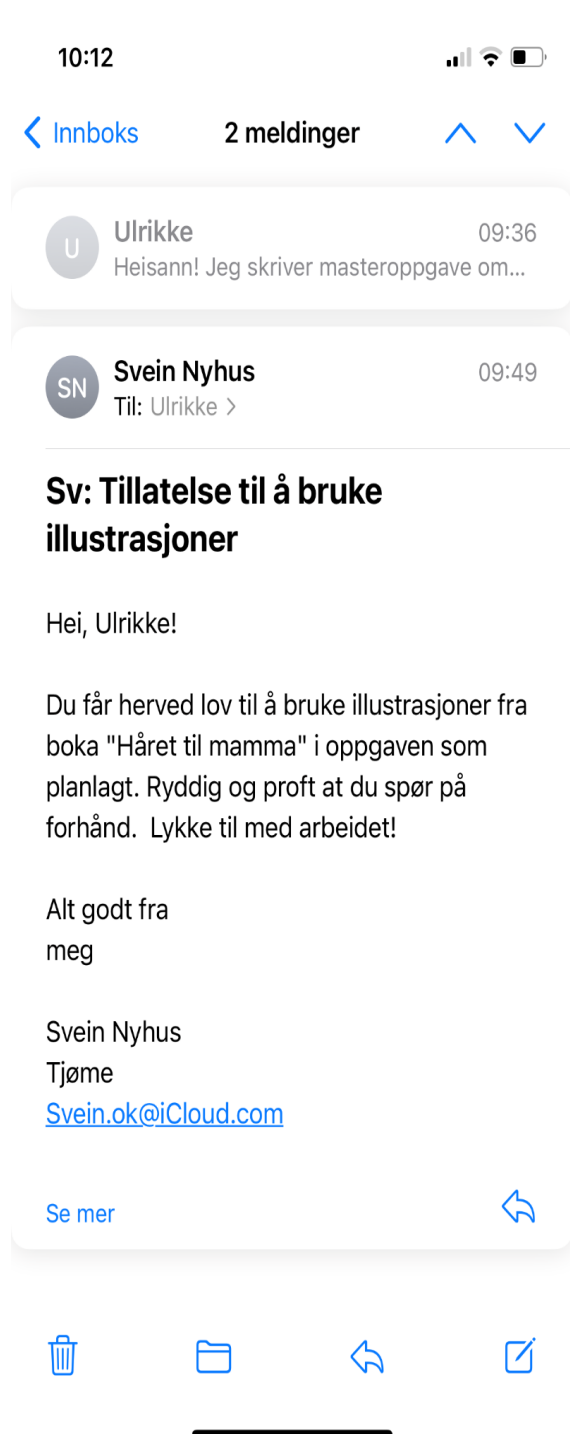 10:12
Innboks
2 meldinger
U
Ulrikke
09:36
Heisann! Jeg skriver masteroppgave om...
SN
Svein Nyhus
09:49
Til: Ulrikke >
Sv: Tillatelse til å bruke
illustrasjoner
Hei, Ulrikke!
Du får herved lov til å bruke illustrasjoner fra
boka "Håret til mamma" i oppgaven som
planlagt. Ryddig og proft at du spør på
forhånd.  Lykke til med arbeidet!
Alt godt fra
meg
Svein Nyhus
Tjøme
Svein.ok@iCloud.com
Se mer